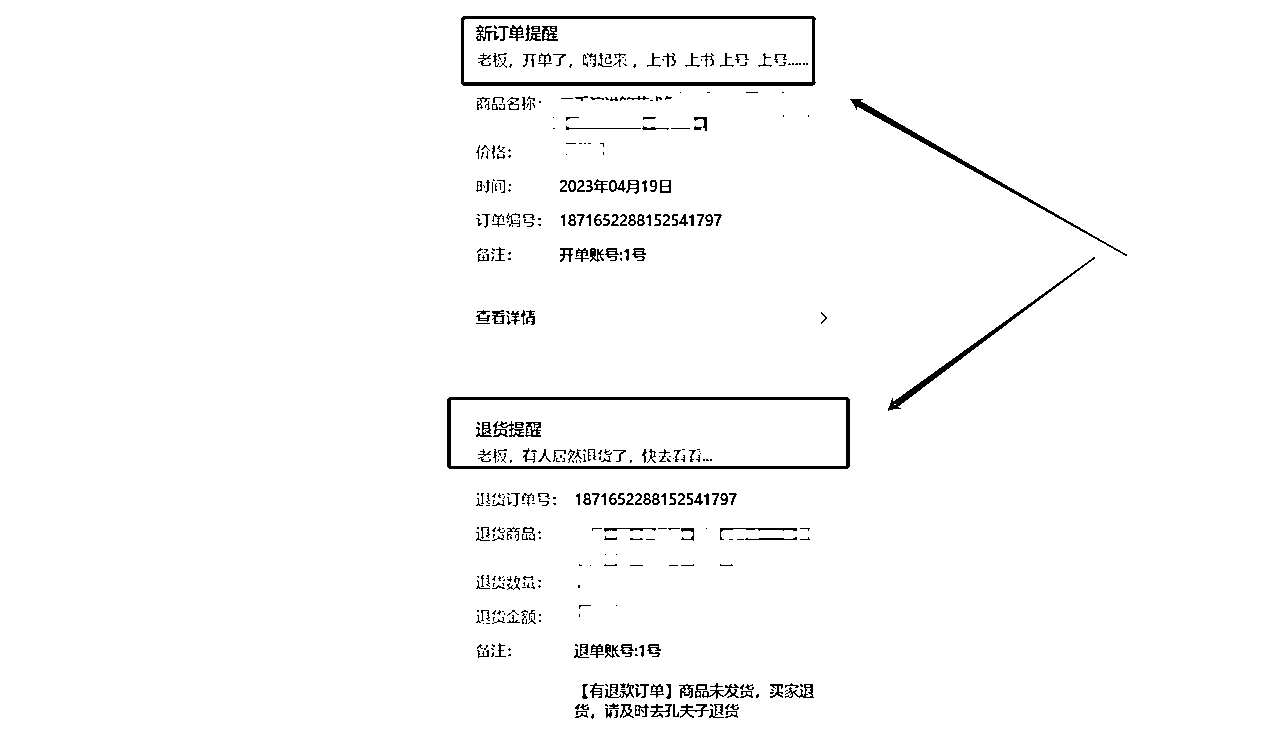 新订单提醒
老板，开单了，嗨起来，上书 上书 上号 上号......
商品名称：
价格：
时间： 2023年04月19日
订单编号： 1871652288152541797
备注： 开单账号:1号
查看详情
退货提醒
老板，有人居然退货了，快去看看...
退货订单号： 1871652288152541797
退货商品：
退货数量：
退货金额：
备注： 退单账号:1号
【有退款订单】商品未发货，买家退
货，请及时去孔夫子退货